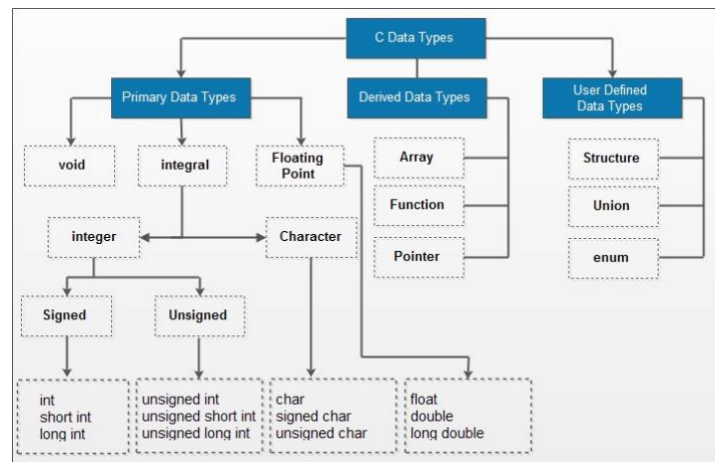 C Data Types
Primary Data Types
Derived Data Types
User Defined
Data Types
void
integral
Floating
Point
Array
Structure
Function
Union
integer
Character
Pointer
enum
Signed
Unsigned
int
short int
long int
unsigned int
unsigned short int
unsigned long int
char
signed char
unsigned char
float
double
long double